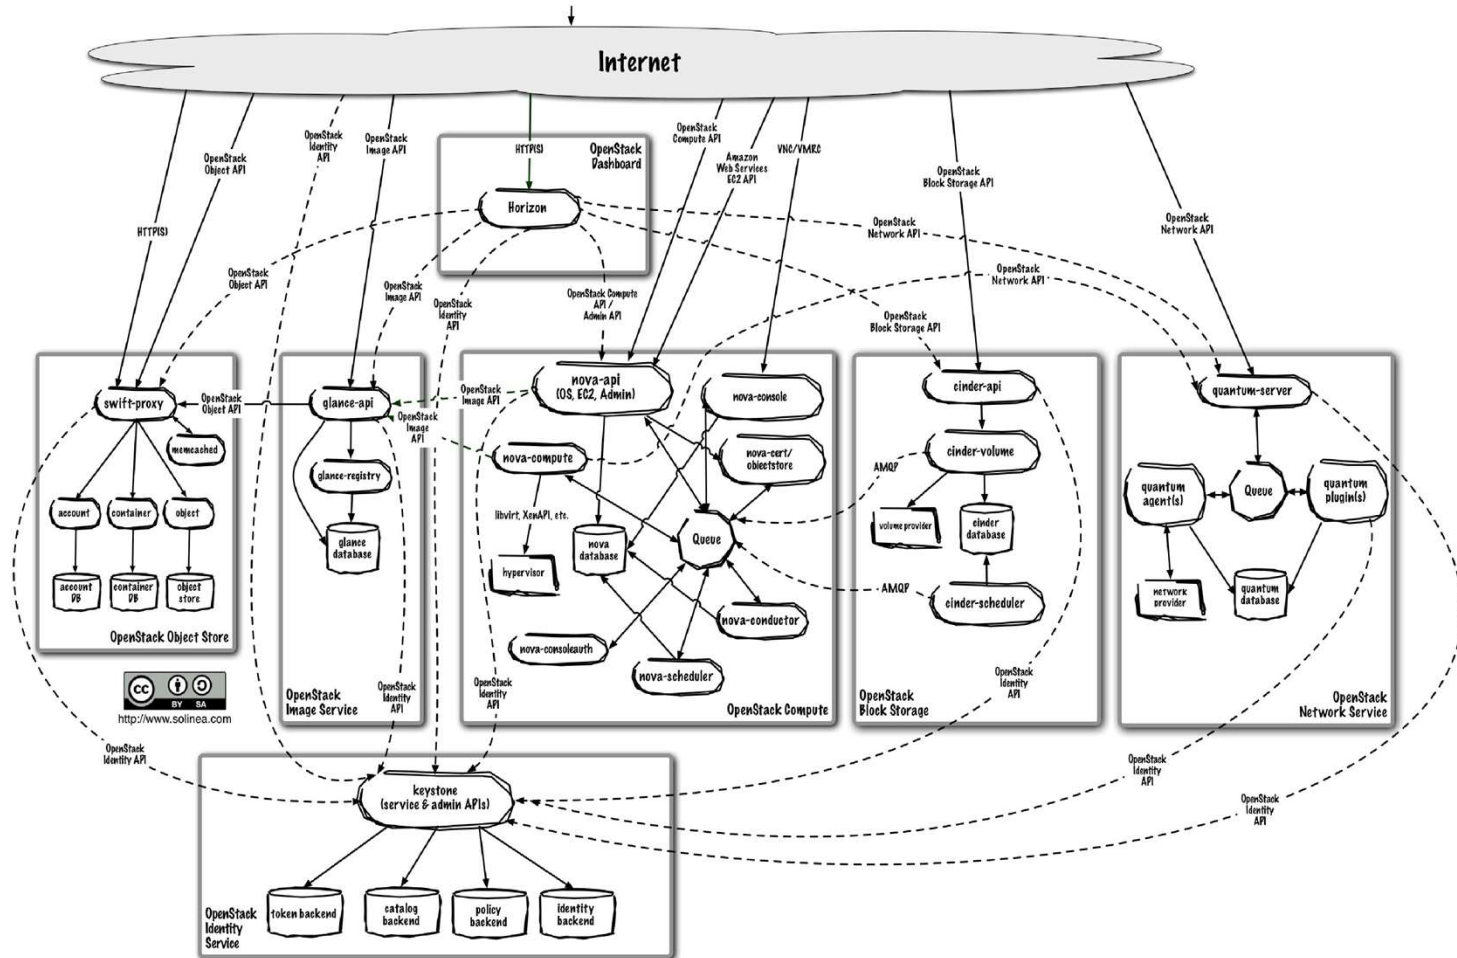 Internet
OpenStack
Identity
API
OpenStack
Image API
OpenStack
Object API
HTTP(S)
HTTP(S)
OpenStack
Dashboard
Horizon
OpenStack
Compute API
Amazon
Web Services
EC2 API
VNC/VMRC
OpenStack
Block Storage API
OpenStack
Network API
OpenStack
Network API
OpenStack
Network API
OpenStack
Object API
OpenStack
Image API
OpenStack
Identity
API
OpenStack Compute
API /
Admin API
OpenStack
Block Storage API
swift-proxy
OpenStack
Object API
memcached
account
container
object
account
DB
container
DB
object
store
OpenStack Object Store
glance-api
OpenStack
Image API
OpenStack
Image
API
glance-registry
glance
database
OpenStack
Identity
API
OpenStack
Image Service
nova-api
(OS, EC2, Admin)
nova-console
nova-compute
nova-cert/
objectstore
libvirt, XenAPI, etc.
hypervisor
nova
database
Queue
nova-conductor
nova-consoleauth
nova-scheduler
OpenStack
Identity
API
OpenStack Compute
cinder-api
cinder-volume
AMQP
volume provider
cinder
database
AMQP
cinder-scheduler
OpenStack
Identity
API
OpenStack
Block Storage
quantum-server
quantum
agent(s)
Queue
quantum
plugin(s)
network
provider
quantum
database
OpenStack
Network Service
cc
BY SA
http://www.solinea.com
OpenStack
Identity API
OpenStack
Identity
API
OpenStack
Identity
API
keystone
(service & admin APIs)
token backend
catalog
backend
policy
backend
identity
backend
OpenStack
Identity
Service